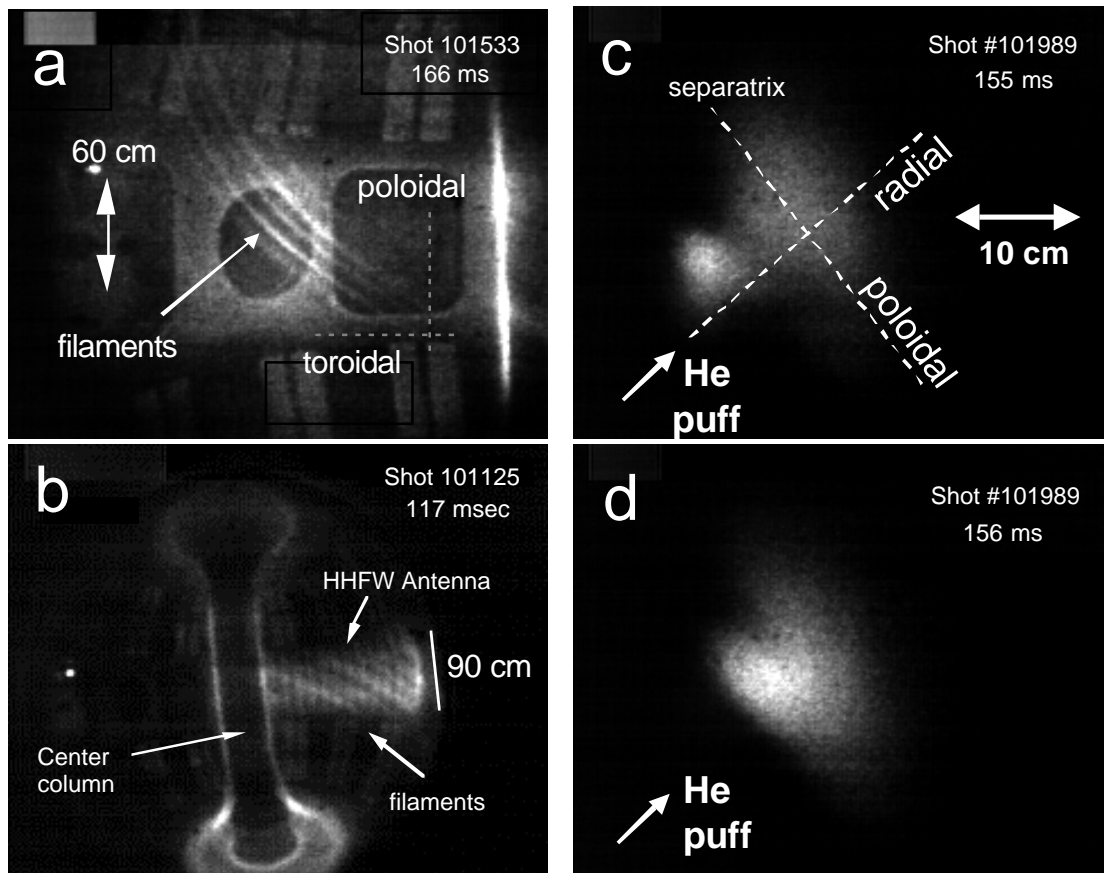 a
Shot 101533
166 ms
60 cm
poloidal
filaments
toroidal
b
Shot 101125
117 msec
HHFW Antenna
90 cm
Center
column
filaments
c
Shot #101989
155 ms
separatrix
radial
10 cm
poloidal
He
puff
d
Shot #101989
156 ms
He
puff